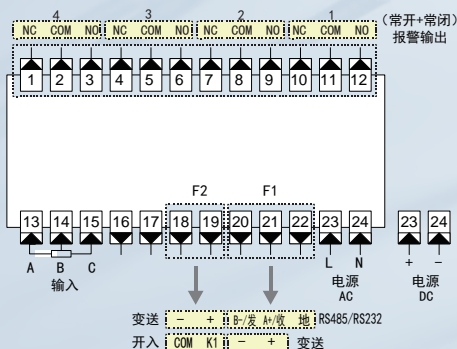 4 3 2 1
NC COM NO NC COM NO NC COM NO NC COM NO
(常开+常闭)
报警输出
1 2 3 4 5 6 7 8 9 10 11 12
F2 F1
13 14 15 16 17 18 19 20 21 22 23 24 23 24
A B C L N + −
输入 电源 AC 电源 DC
变送 − + B-/发 A+/收 地 RS485/RS232
开入 COM K1 − + 变送